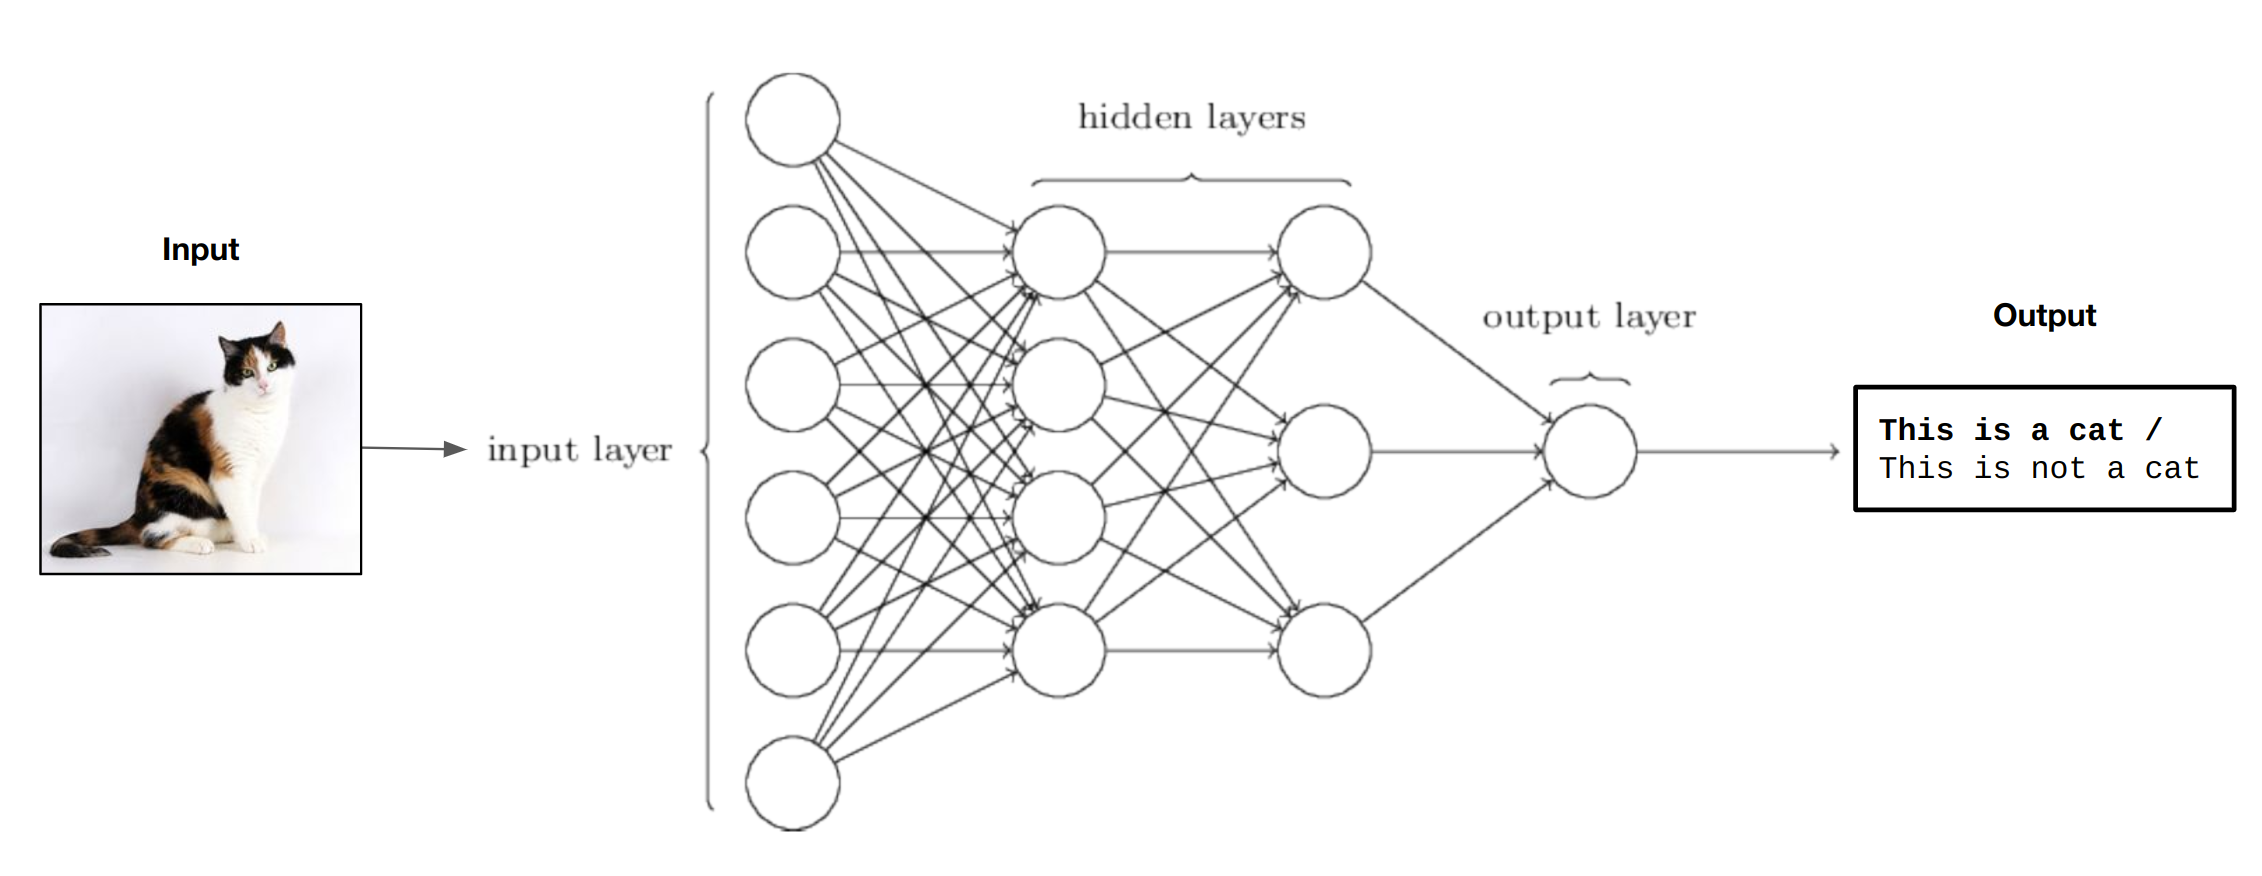 Input
input layer
hidden layers
output layer
Output
This is a cat /
This is not a cat